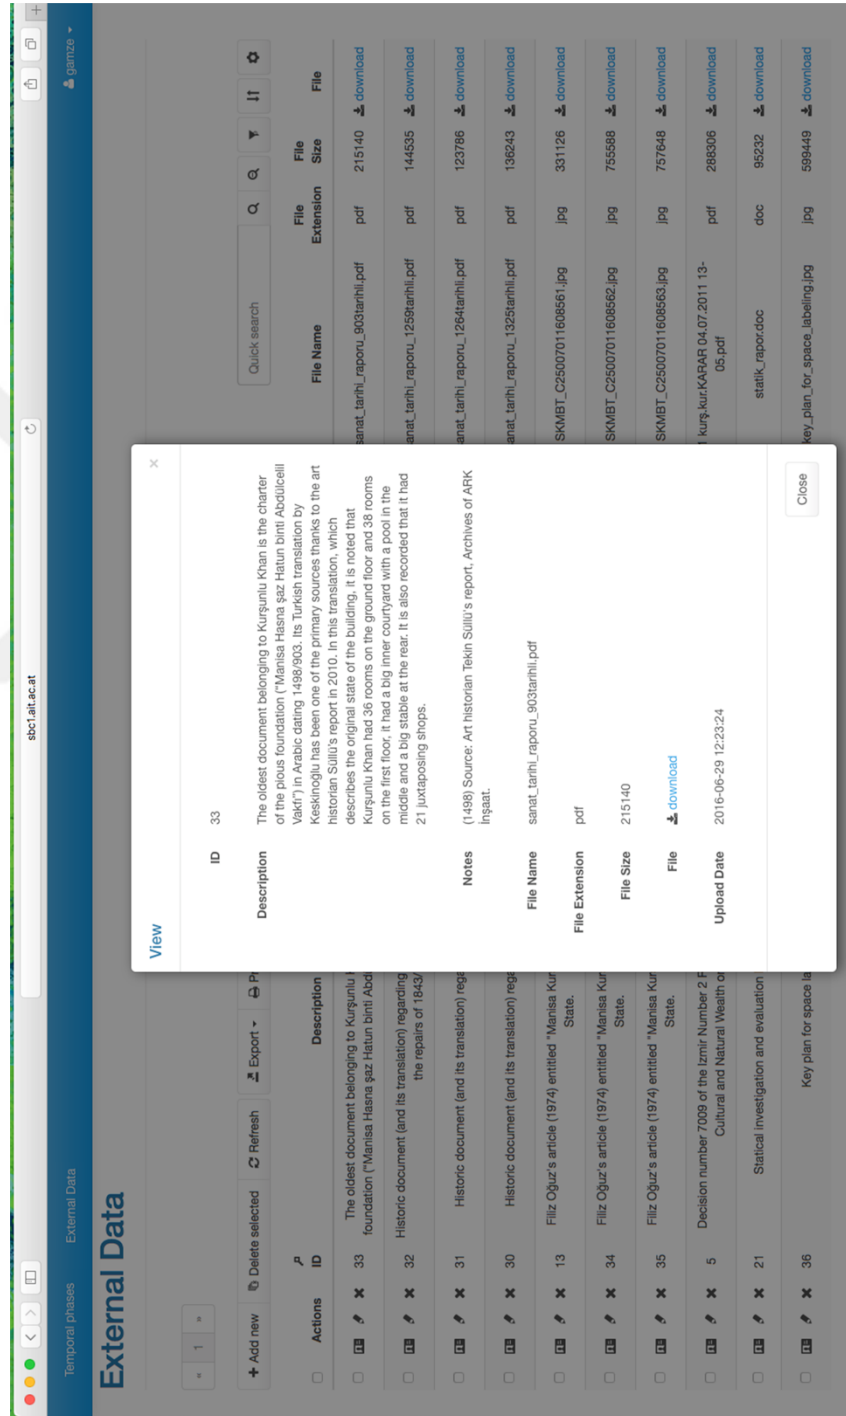 sbc1.ait.ac.at
Temporal phases External Data gamze
External Data
« 1 »
Add new Delete selected Refresh Export Quick search
Actions ID Description File Name File Extension File Size File
33 The oldest document belonging to Kurşunlu sanat_tarihi_raporu_903tarihli.pdf pdf 215140 download
foundation ("Manisa Hasna şaz Hatun binti Abd
32 Historic document (and its translation) regarding anat_tarihi_raporu_1259tarihli.pdf pdf 144535 download
the repairs of 1843/
31 Historic document (and its translation) rega anat_tarihi_raporu_1264tarihli.pdf pdf 123786 download
30 Historic document (and its translation) rega anat_tarihi_raporu_1325tarihli.pdf pdf 136243 download
13 Filiz Oğuz's article (1974) entitled "Manisa Kur SKMBT_C25007011608561.jpg jpg 331126 download
State.
34 Filiz Oğuz's article (1974) entitled "Manisa Kur SKMBT_C25007011608562.jpg jpg 755588 download
State.
35 Filiz Oğuz's article (1974) entitled "Manisa Kur SKMBT_C25007011608563.jpg jpg 757648 download
State.
5 Decision number 7009 of the Izmir Number 2 kurş.kur.KARAR 04.07.2011 13- pdf 288306 download
Cultural and Natural Wealth 05.pdf
21 Statical investigation and evaluation statik_rapor.doc doc 95232 download
36 Key plan for space la key_plan_for_space_labeling.jpg jpg 599449 download
View ×
ID 33
Description The oldest document belonging to Kurşunlu Khan is the charter
of the pious foundation ("Manisa Hasna şaz Hatun binti Abdülcelil
Vakfı") in Arabic dating 1498/903. Its Turkish translation by
Keskinoğlu has been one of the primary sources thanks to the art
historian Süllü's report in 2010. In this translation, which
describes the original state of the building, it is noted that
Kurşunlu Khan had 36 rooms on the ground floor and 38 rooms
on the first floor, it had a big inner courtyard with a pool in the
middle and a big stable at the rear. It is also recorded that it had
21 juxtaposing shops.
Notes (1498) Source: Art historian Tekin Süllü's report, Archives of ARK
İnşaat.
File Name sanat_tarihi_raporu_903tarihli.pdf
File Extension pdf
File Size 215140
File download
Upload Date 2016-06-29 12:23:24
Close